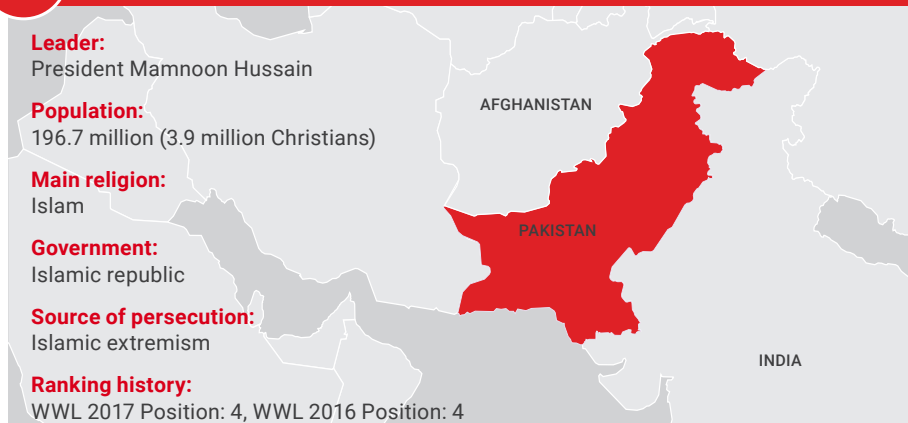 Leader:
President Mamnoon Hussain
Population:
196.7 million (3.9 million Christians)
Main religion:
Islam
Government:
Islamic republic
Source of persecution:
Islamic extremism
Ranking history:
WWL 2017 Position: 4, WWL 2016 Position: 4
AFGHANISTAN
PAKISTAN
INDIA